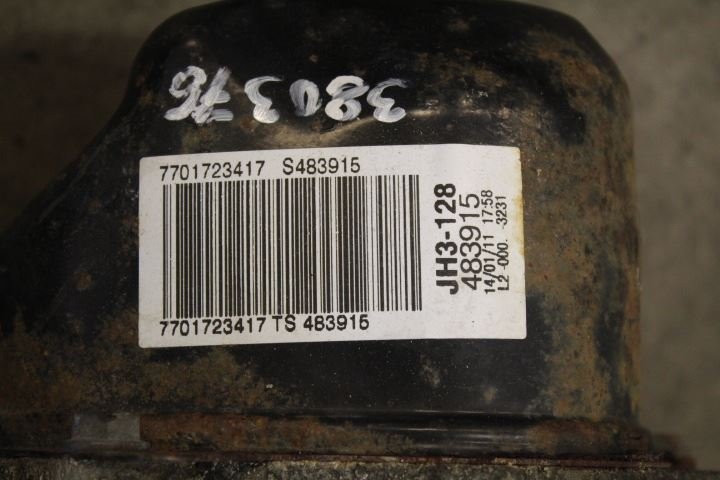 380376
7701723417 S483915
7701723417 TS 483915
JH3-128
483915
14/01/11 17:58
L2 -000. -3231